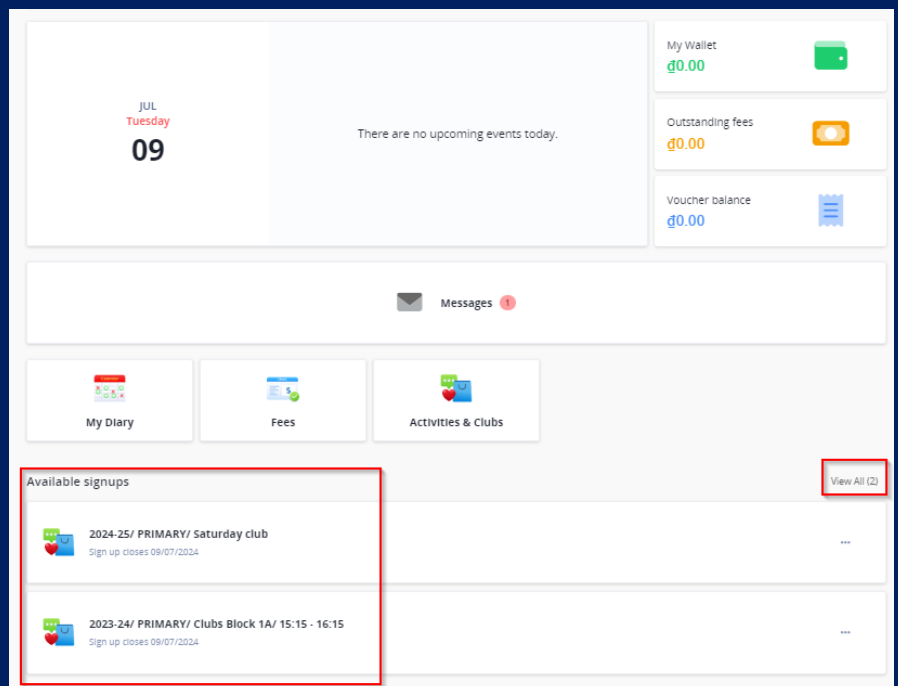 JUL
Tuesday
09
There are no upcoming events today.
My Wallet
₫0.00
Outstanding fees
₫0.00
Voucher balance
₫0.00
Messages 1
My Diary
Fees
Activities & Clubs
Available signups
View All (2)
2024-25/ PRIMARY/ Saturday club
Sign up closes 09/07/2024
2023-24/ PRIMARY/ Clubs Block 1A/ 15:15 - 16:15
Sign up closes 09/07/2024